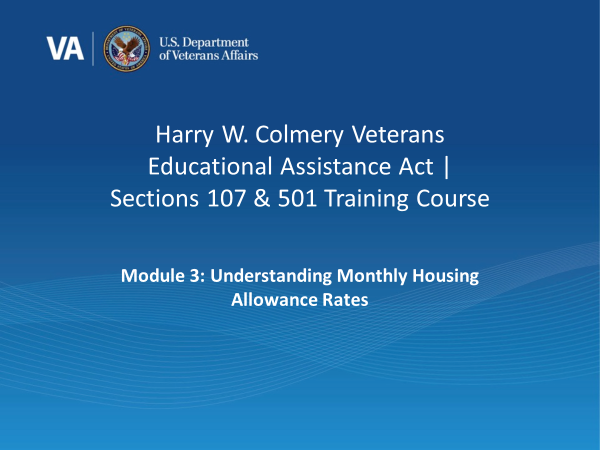 VA
U.S. Department
of Veterans Affairs
Harry W. Colmery Veterans
Educational Assistance Act |
Sections 107 & 501 Training Course
Module 3: Understanding Monthly Housing
Allowance Rates